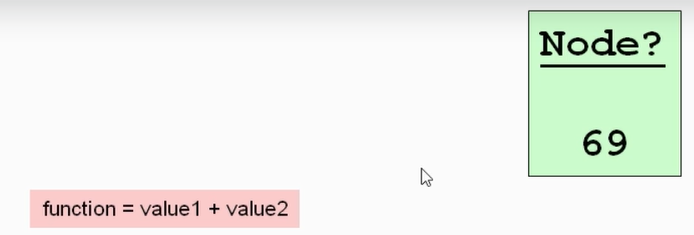 Node?
69
function = value1 + value2